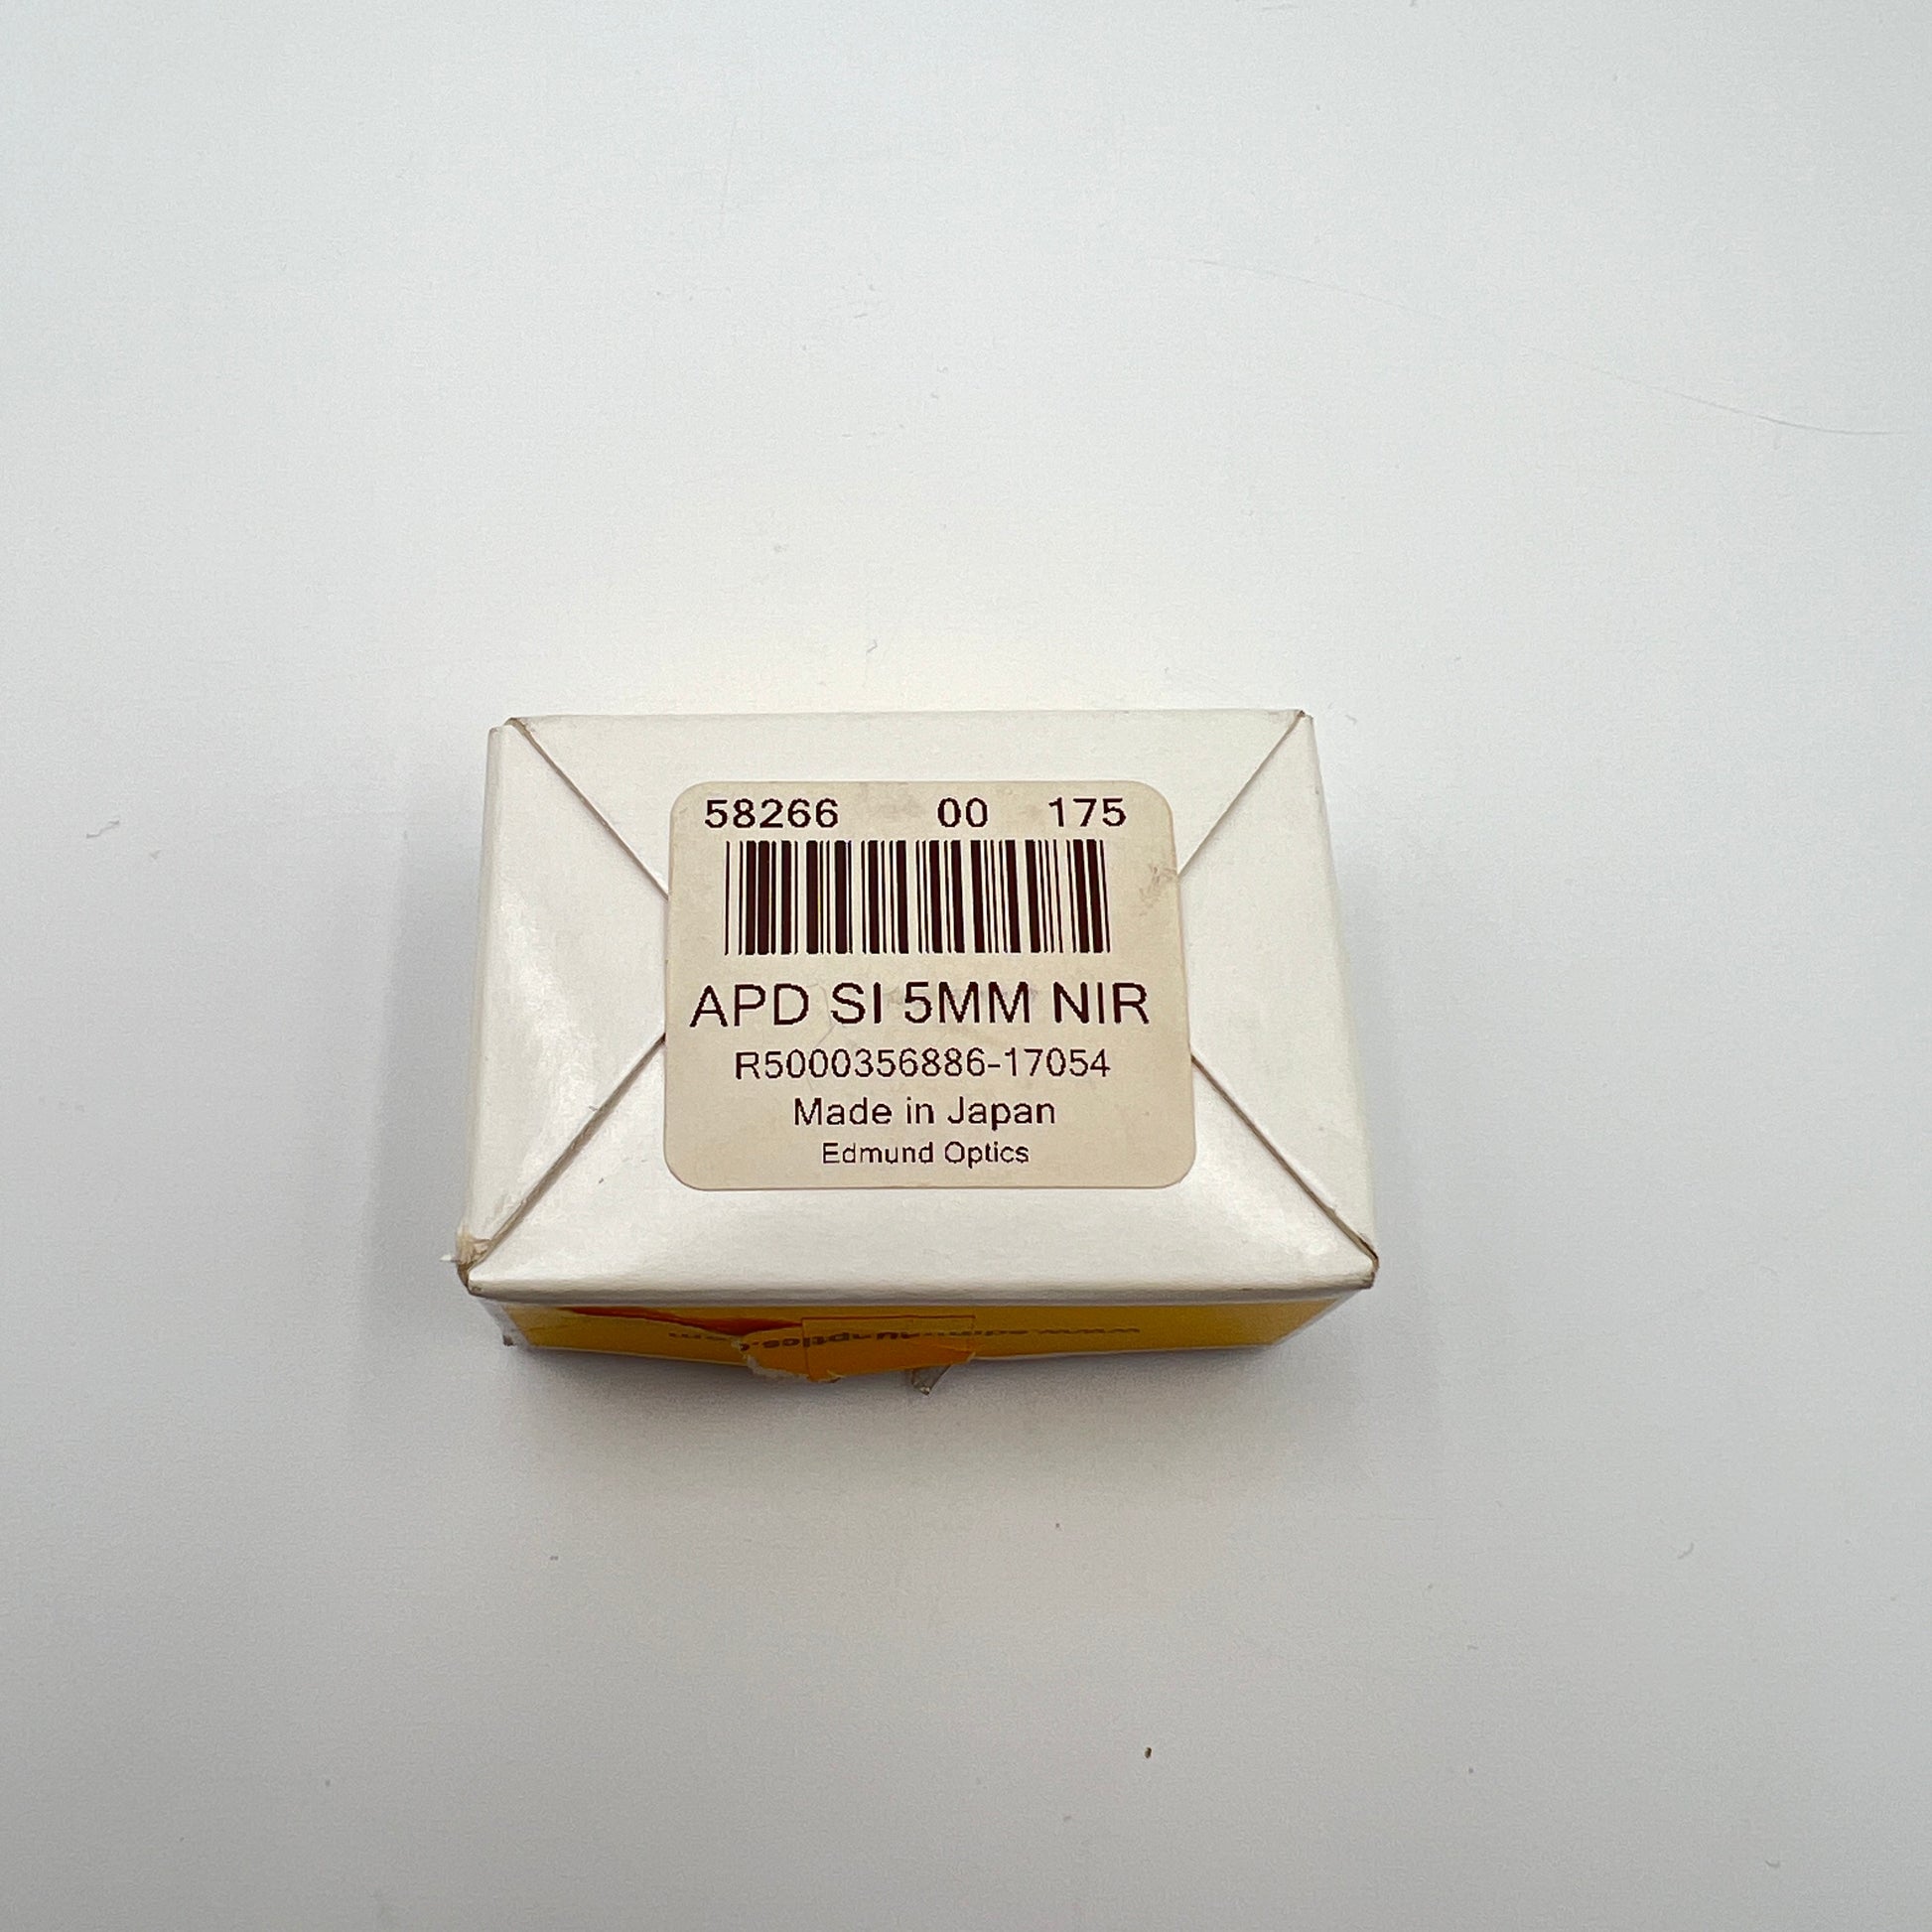 58266 00 175
APD SI 5MM NIR
R5000356886-17054
Made in Japan
Edmund Optics